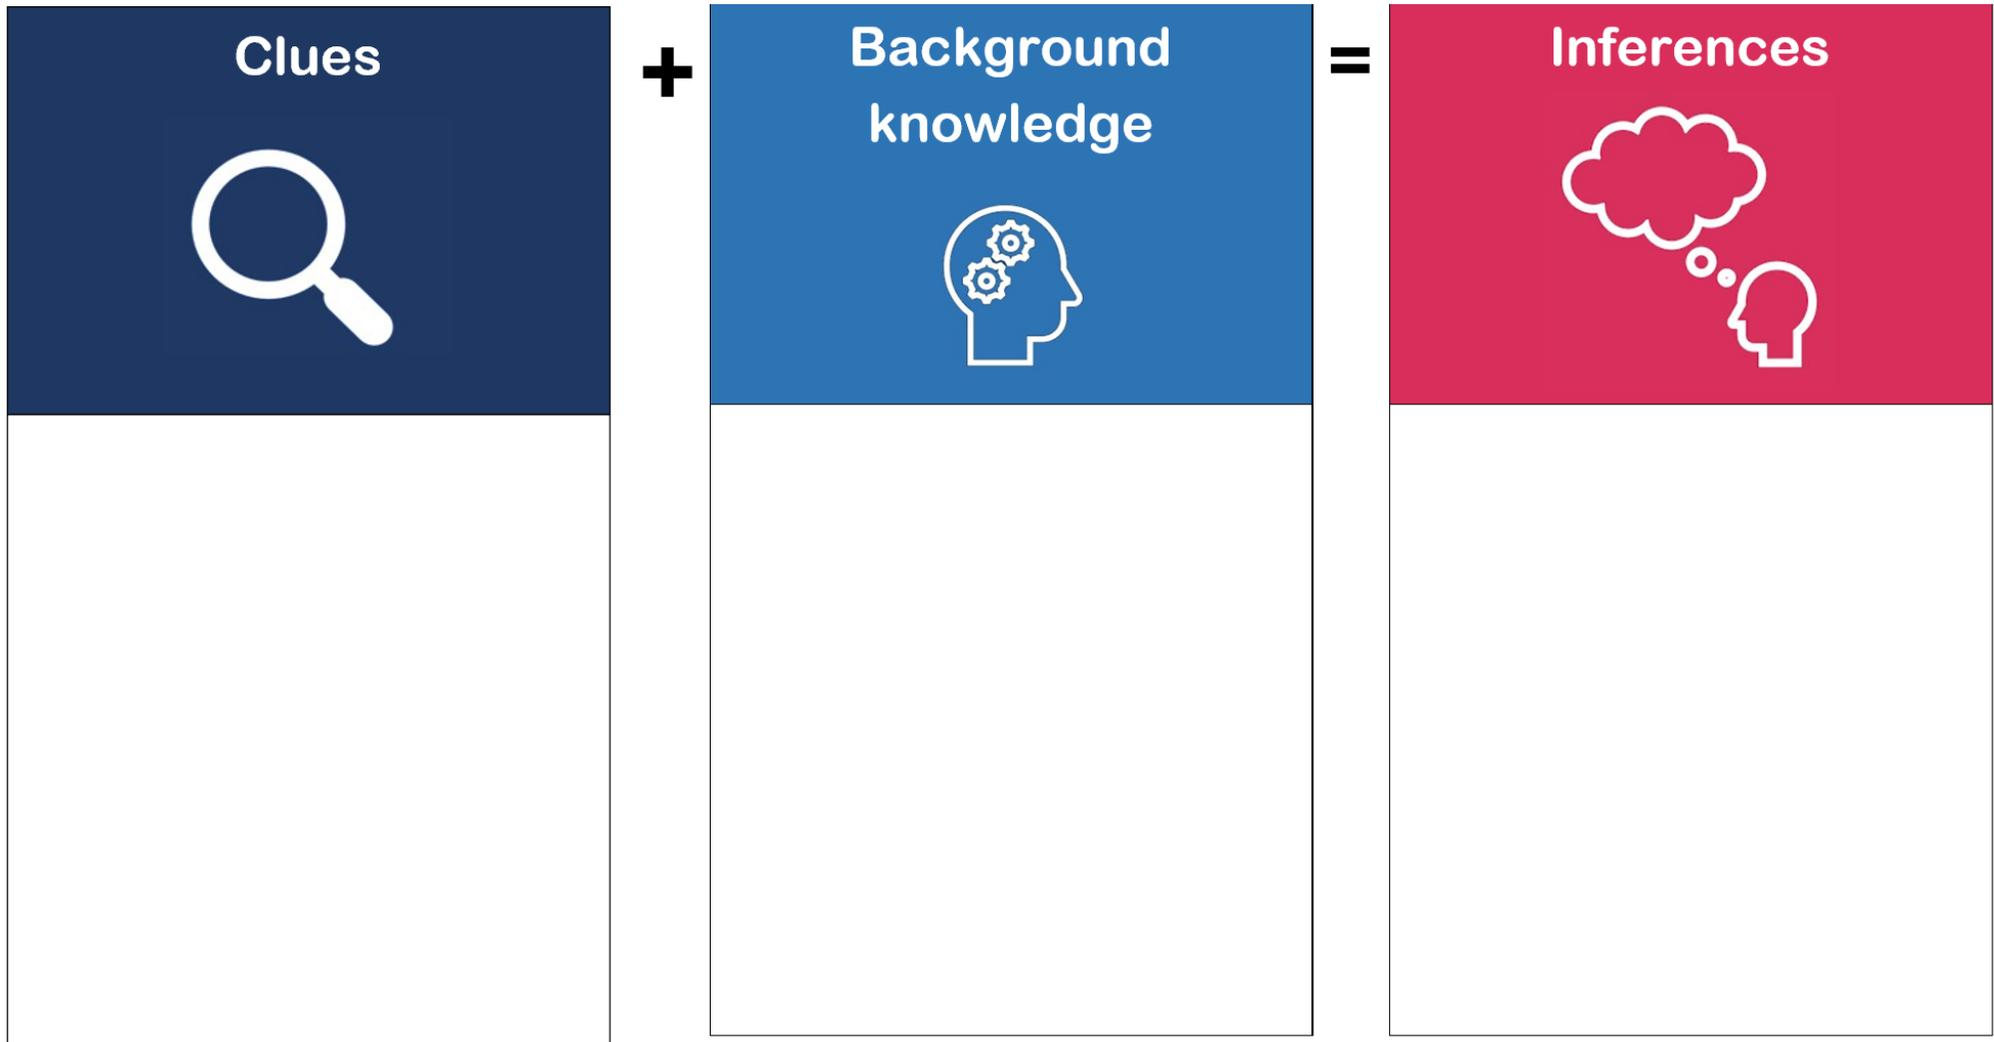 Clues
+
Background
knowledge
=
Inferences